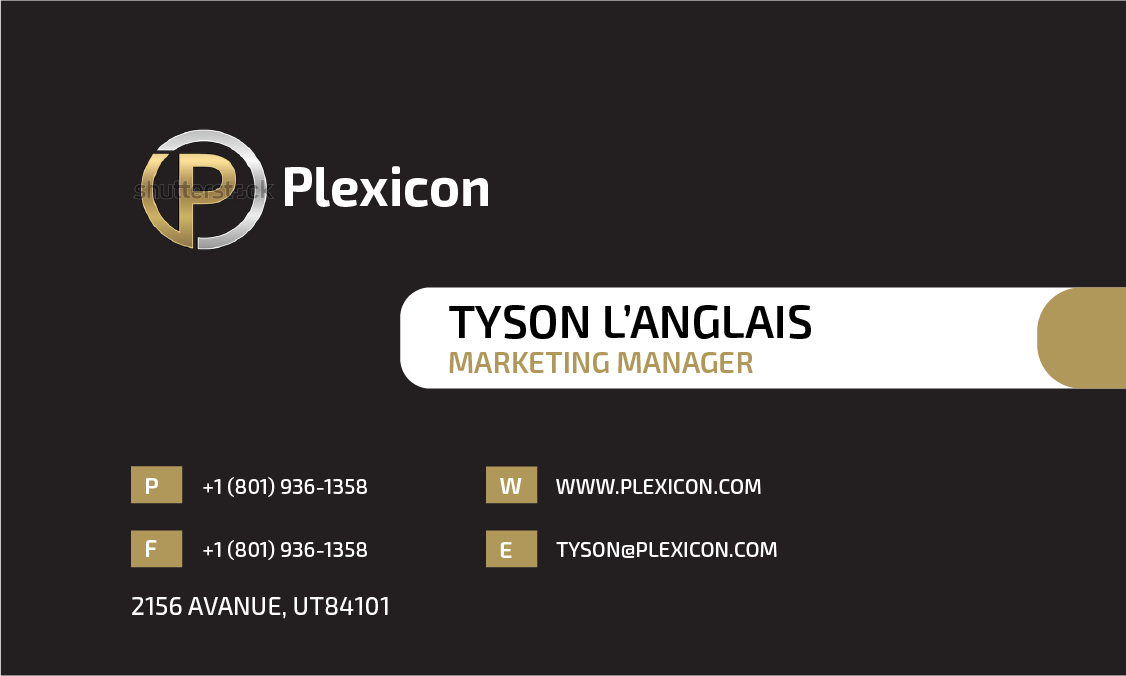 shutterstock
P
Plexicon
TYSON L’ANGLAIS
MARKETING MANAGER
P +1 (801) 936-1358
W WWW.PLEXICON.COM
F +1 (801) 936-1358
E TYSON@PLEXICON.COM
2156 AVANUE, UT84101